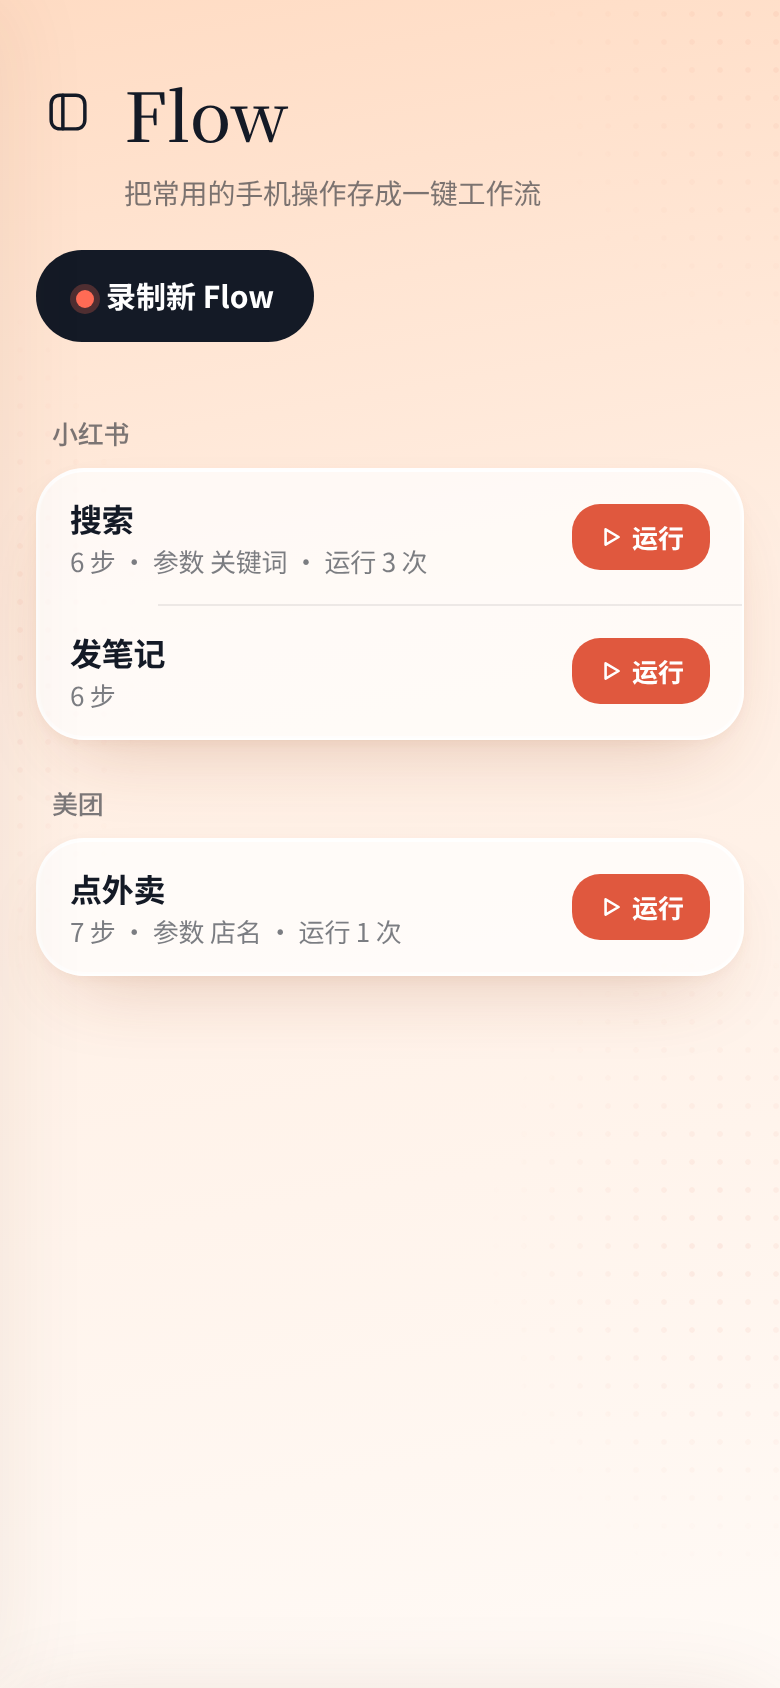 Flow
把常用的手机操作存成一键工作流
录制新 Flow
小红书
搜索
6 步 • 参数 关键词 • 运行 3 次
运行
发笔记
6 步
运行
美团
点外卖
7 步 • 参数 店名 • 运行 1 次
运行